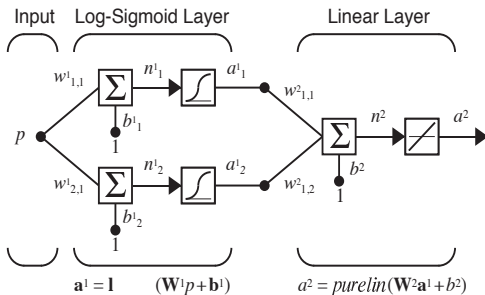 Input Log-Sigmoid Layer Linear Layer
w¹₁,₁ n¹₁ a¹₁ w²₁,₁
Σ
b¹₁
1
p Σ n² a²
b²
1
w¹₂,₁ n¹₂ a¹₂ w²₁,₂
Σ
b¹₂
1
a¹ = l (W¹p+b¹) a² = purelin(W²a¹+b²)